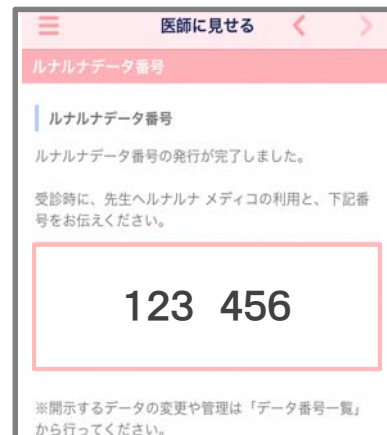 医師に見せる
ルナルナデータ番号
ルナルナデータ番号
ルナルナデータ番号の発行が完了しました。
受診時に、先生へルナルナ メディコの利用と、下記番
号をお伝えください。
123 456
※開示するデータの変更や管理は「データ番号一覧」
から行ってください。